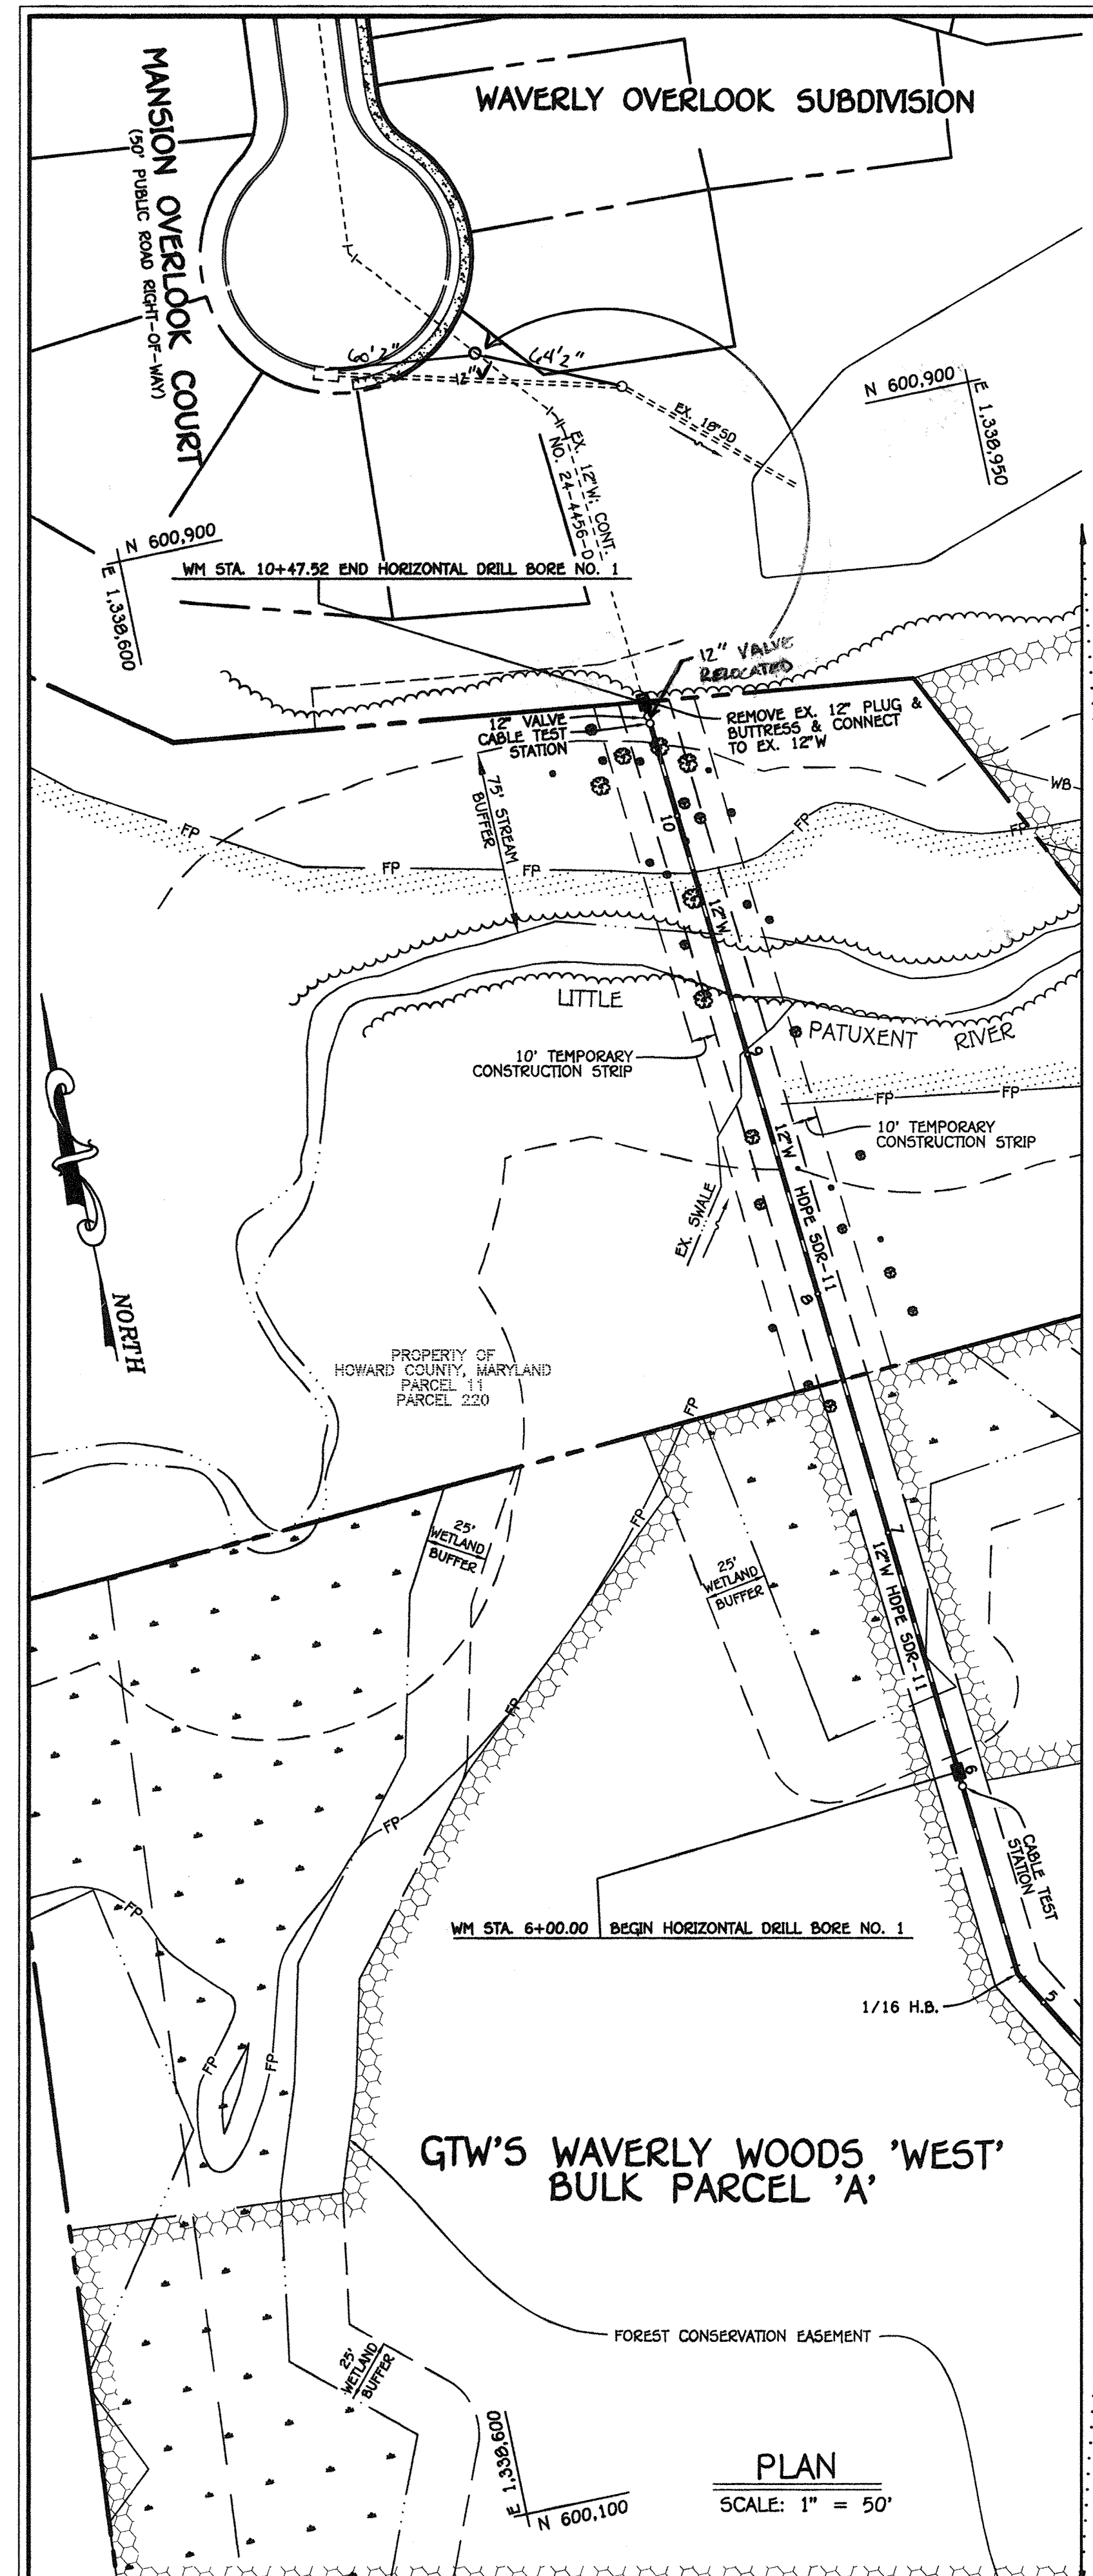 WAVERLY OVERLOOK SUBDIVISION
MANSION OVERLOOK COURT
(50' PUBLIC ROAD RIGHT-OF-WAY)
60'2"
64'2"
12"
EX. 18"SD
N 600,900
E 1,338,950
EX. 12"W; CONT.
NO. 24-4456-D
N 600,900
E 1,338,600
WM STA. 10+47.52 END HORIZONTAL DRILL BORE NO. 1
12" VALVE
RELOCATED
12" VALVE
CABLE TEST
STATION
REMOVE EX. 12" PLUG &
BUTTRESS & CONNECT
TO EX. 12"W
WB
75' STREAM
BUFFER
10
FP
FP
FP
FP
FP
12"W
LITTLE
PATUXENT RIVER
9
10' TEMPORARY
CONSTRUCTION STRIP
FP
FP
10' TEMPORARY
CONSTRUCTION STRIP
12"W HDPE SDR-11
EX. SWALE
8
NORTH
PROPERTY OF
HOWARD COUNTY, MARYLAND
PARCEL 11
PARCEL 220
FP
25'
WETLAND
BUFFER
FP
7
25'
WETLAND
BUFFER
12"W HDPE SDR-11
FP
6
FP
CABLE TEST
STATION
FP
WM STA. 6+00.00 BEGIN HORIZONTAL DRILL BORE NO. 1
1/16 H.B.
5
FP
FP
GTW'S WAVERLY WOODS 'WEST'
BULK PARCEL 'A'
FOREST CONSERVATION EASEMENT
25'
WETLAND
BUFFER
E 1,338,600
N 600,100
PLAN
SCALE: 1" = 50'